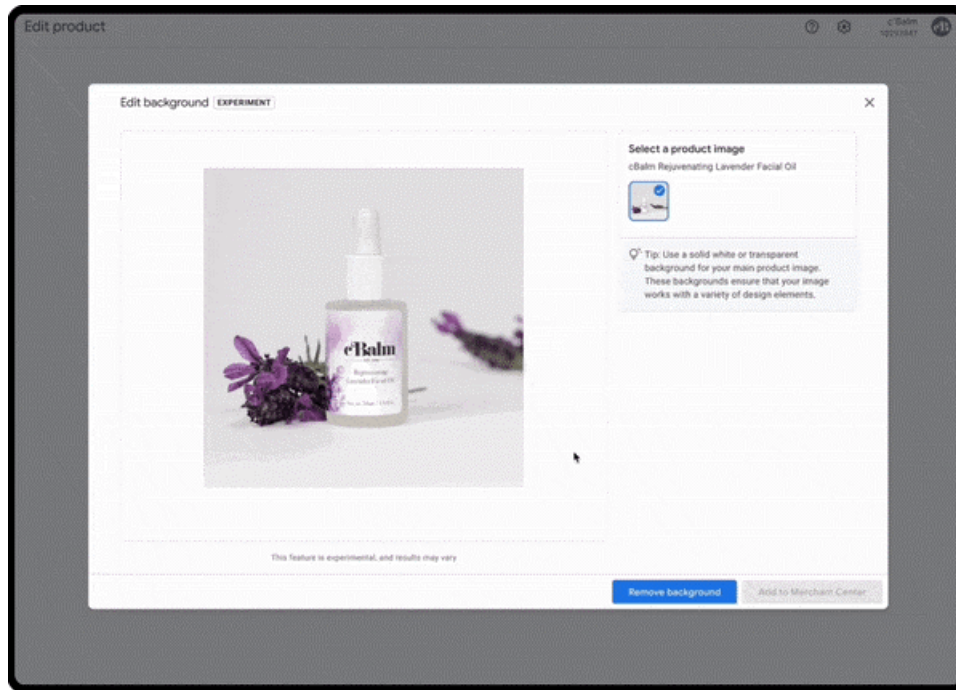 Edit product
c'Balm
Edit background EXPERIMENT
Select a product image
cBalm Rejuvenating Lavender Facial Oil
Tip: Use a solid white or transparent
background for your main product image.
These backgrounds ensure that your image
works with a variety of design elements.
c'Balm
Rejuvenating
Lavender Facial Oil
This feature is experimental, and results may vary
Remove background
Add to Merchant Center